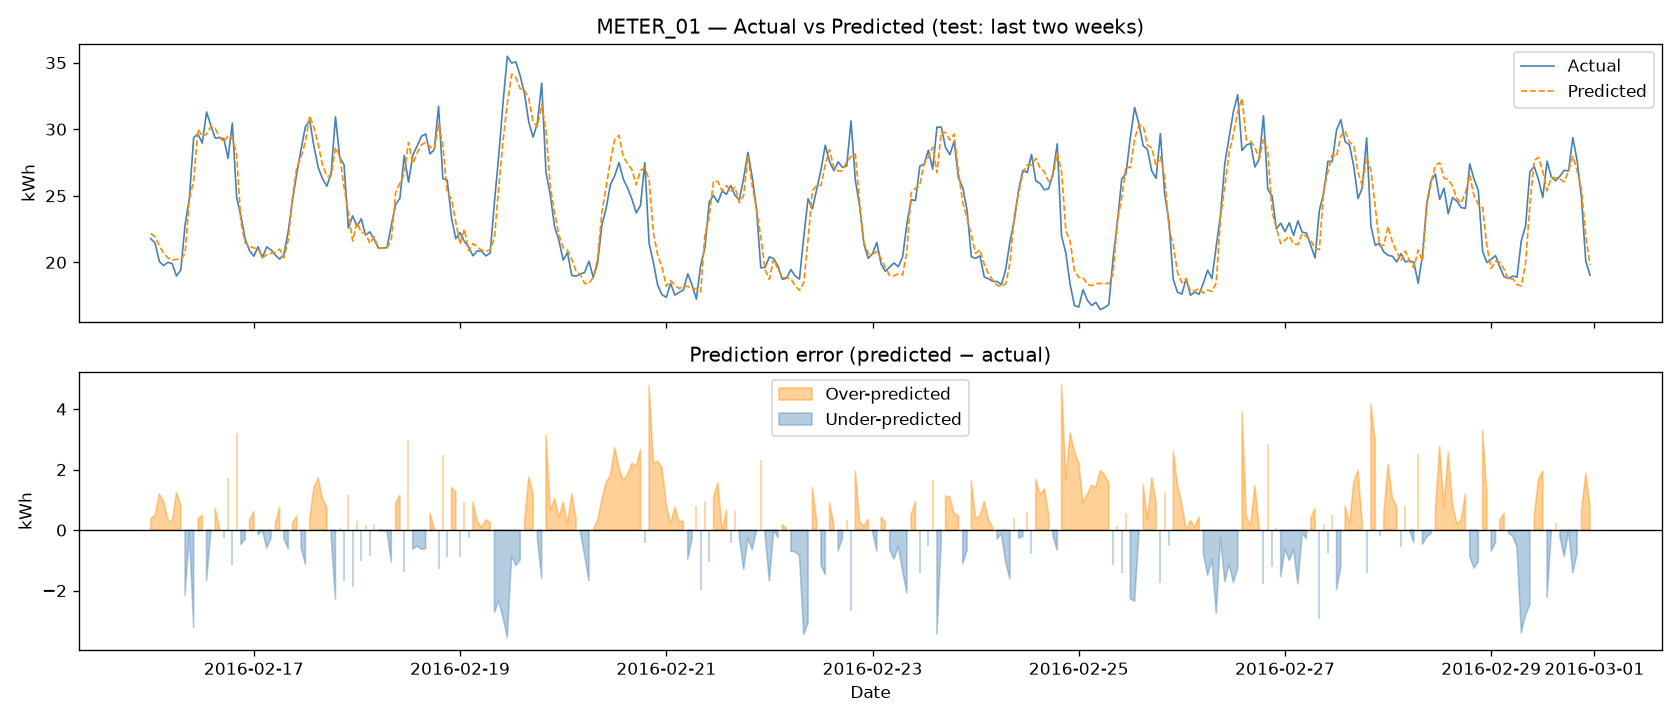 METER_01 — Actual vs Predicted (test: last two weeks)
35
30
25
20
kWh
Actual
Predicted
Prediction error (predicted − actual)
4
2
0
−2
kWh
Over-predicted
Under-predicted
2016-02-17
2016-02-19
2016-02-21
2016-02-23
2016-02-25
2016-02-27
2016-02-29
2016-03-01
Date